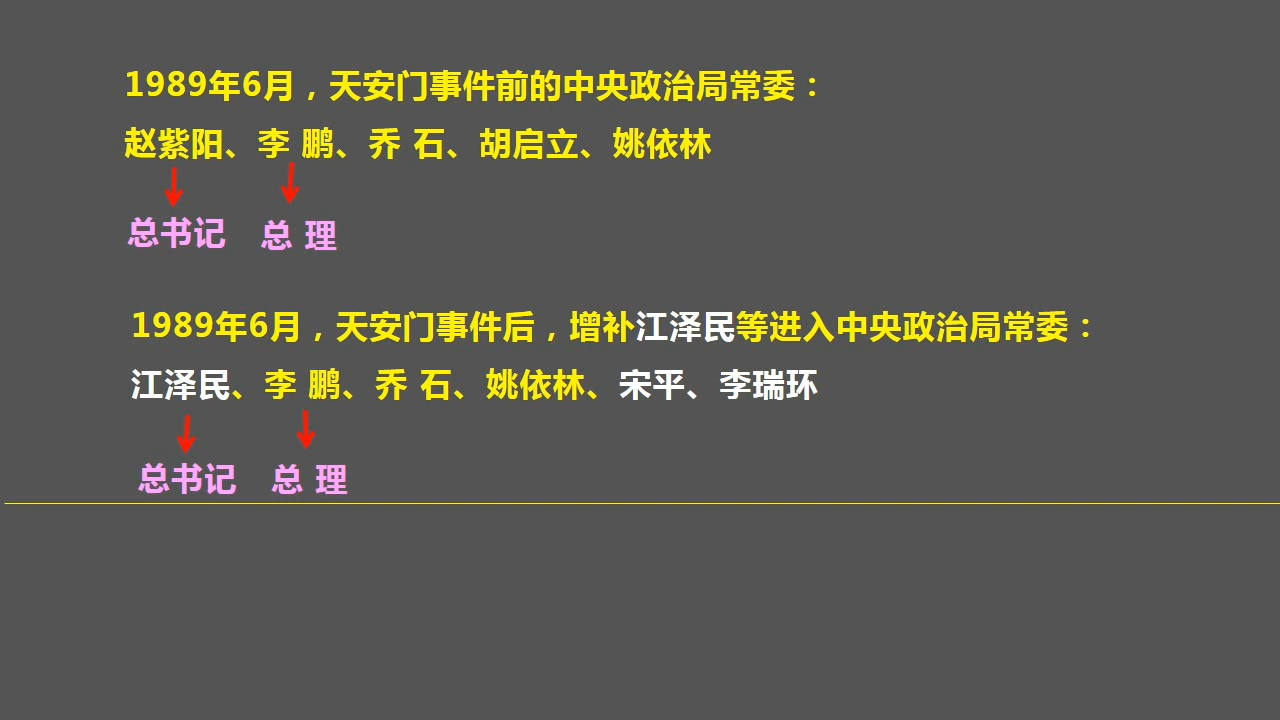 1989年6月，天安门事件前的中央政治局常委：
赵紫阳、李 鹏、乔 石、胡启立、姚依林
总书记 总 理
1989年6月，天安门事件后，增补江泽民等进入中央政治局常委：
江泽民、李 鹏、乔 石、姚依林、宋平、李瑞环
总书记 总 理